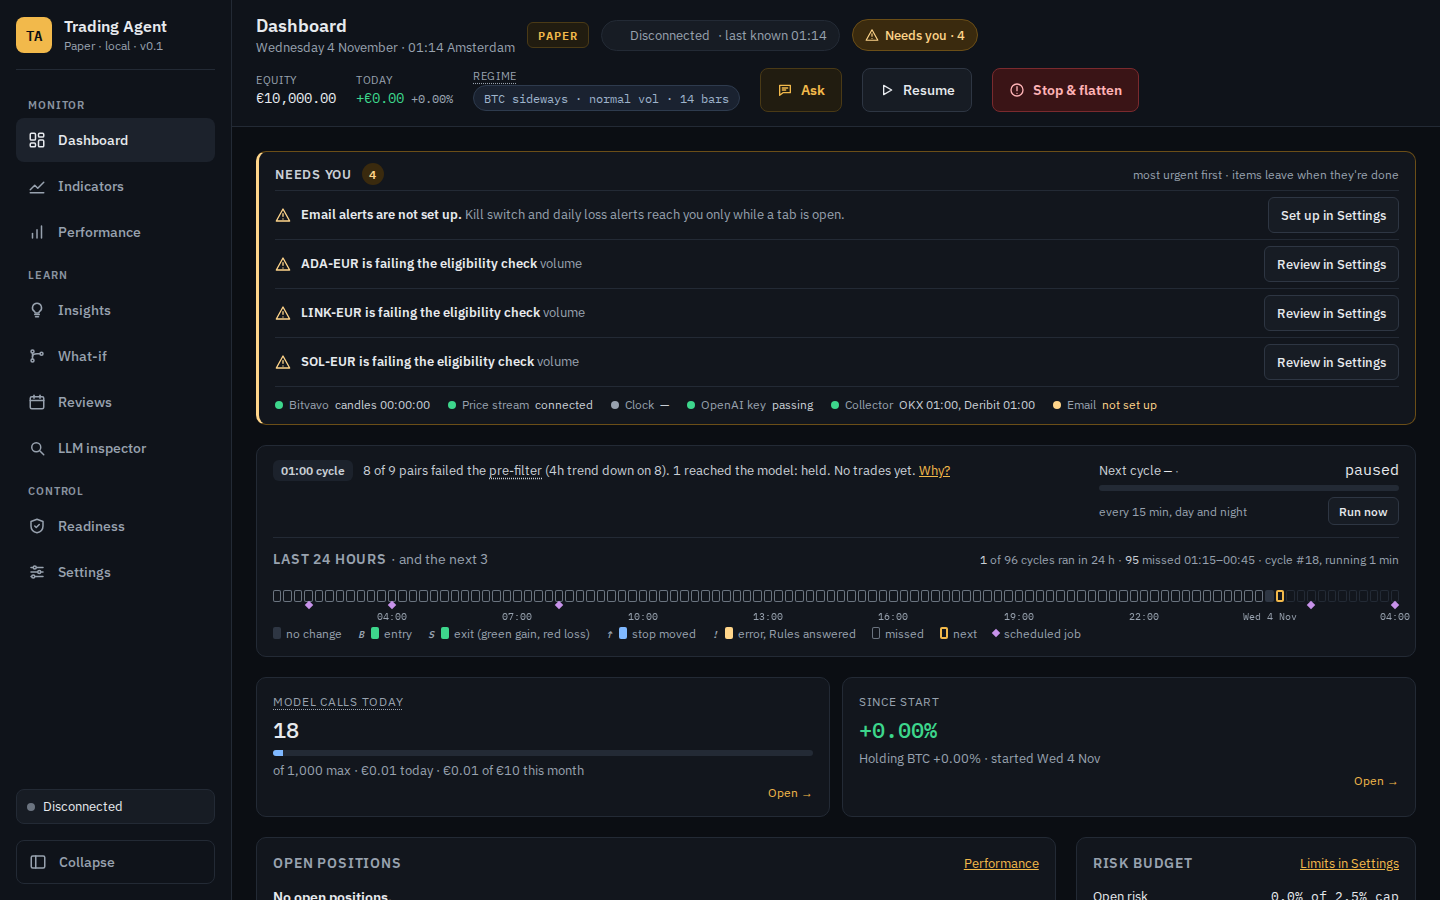 TA
Trading Agent
Paper · local · v0.1
MONITOR
Dashboard
Indicators
Performance
LEARN
Insights
What-if
Reviews
LLM inspector
CONTROL
Readiness
Settings
Disconnected
Collapse
Dashboard
Wednesday 4 November · 01:14 Amsterdam
PAPER
Disconnected · last known 01:14
Needs you · 4
EQUITY
€10,000.00
TODAY
+€0.00 +0.00%
REGIME
BTC sideways · normal vol · 14 bars
Ask
Resume
Stop & flatten
NEEDS YOU 4
most urgent first · items leave when they're done
Email alerts are not set up. Kill switch and daily loss alerts reach you only while a tab is open.
Set up in Settings
ADA-EUR is failing the eligibility check volume
Review in Settings
LINK-EUR is failing the eligibility check volume
Review in Settings
SOL-EUR is failing the eligibility check volume
Review in Settings
Bitvavo candles 00:00:00 Price stream connected Clock — OpenAI key passing Collector OKX 01:00, Deribit 01:00 Email not set up
01:00 cycle 8 of 9 pairs failed the pre-filter (4h trend down on 8). 1 reached the model: held. No trades yet. Why?
Next cycle — · paused
every 15 min, day and night
Run now
LAST 24 HOURS · and the next 3
1 of 96 cycles ran in 24 h · 95 missed 01:15–00:45 · cycle #18, running 1 min
04:00 07:00 10:00 13:00 16:00 19:00 22:00 Wed 4 Nov 04:00
no change B entry S exit (green gain, red loss) ↑ stop moved ! error, Rules answered missed next scheduled job
MODEL CALLS TODAY
18
of 1,000 max · €0.01 today · €0.01 of €10 this month
Open →
SINCE START
+0.00%
Holding BTC +0.00% · started Wed 4 Nov
Open →
OPEN POSITIONS
Performance
No open positions
RISK BUDGET
Limits in Settings
Open risk 0.0% of 2.5% cap